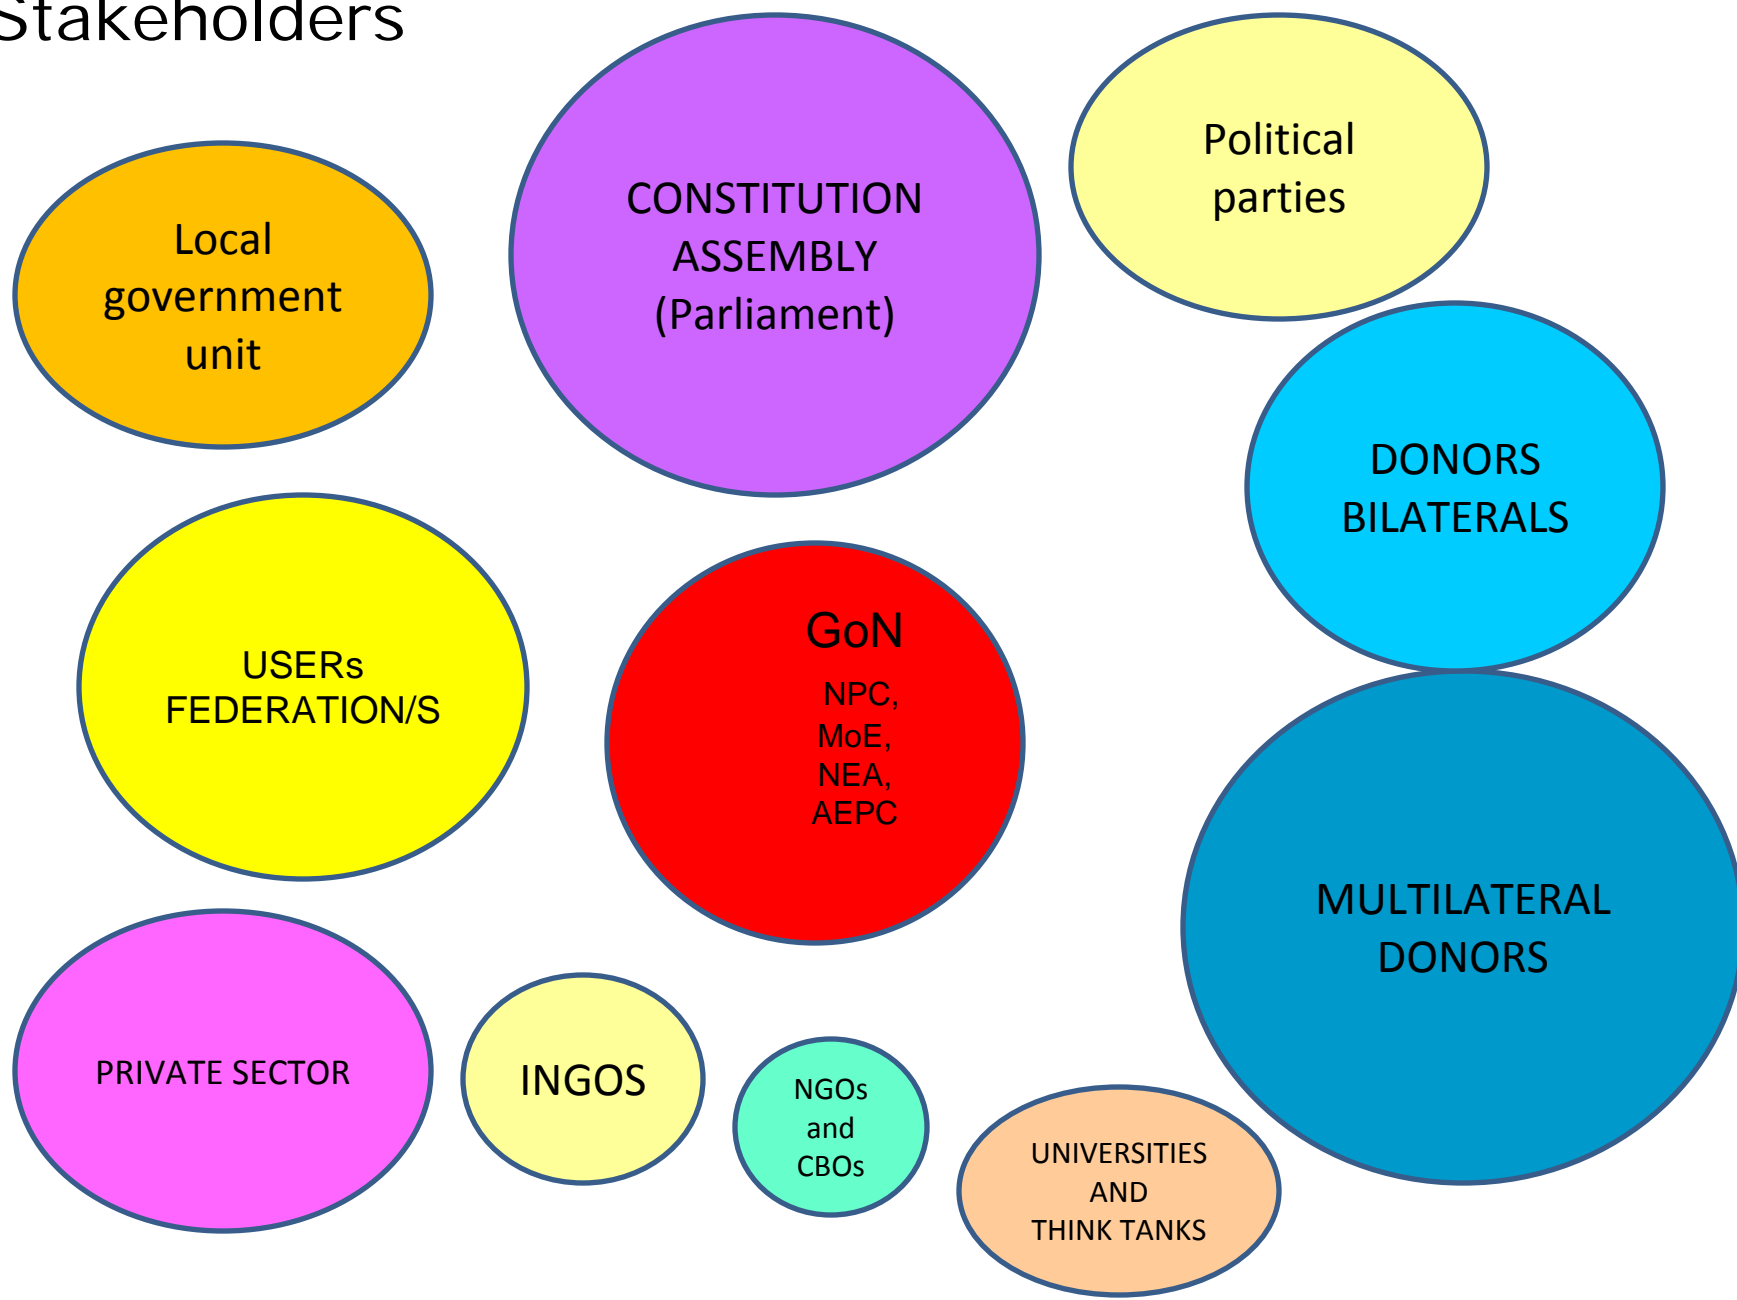 Stakeholders
CONSTITUTION
ASSEMBLY
(Parliament)
Political
parties
Local
government
unit
DONORS
BILATERALS
USERs
FEDERATION/S
GoN
NPC,
MoE,
NEA,
AEPC
MULTILATERAL
DONORS
PRIVATE SECTOR
INGOS
NGOs
and
CBOs
UNIVERSITIES
AND
THINK TANKS